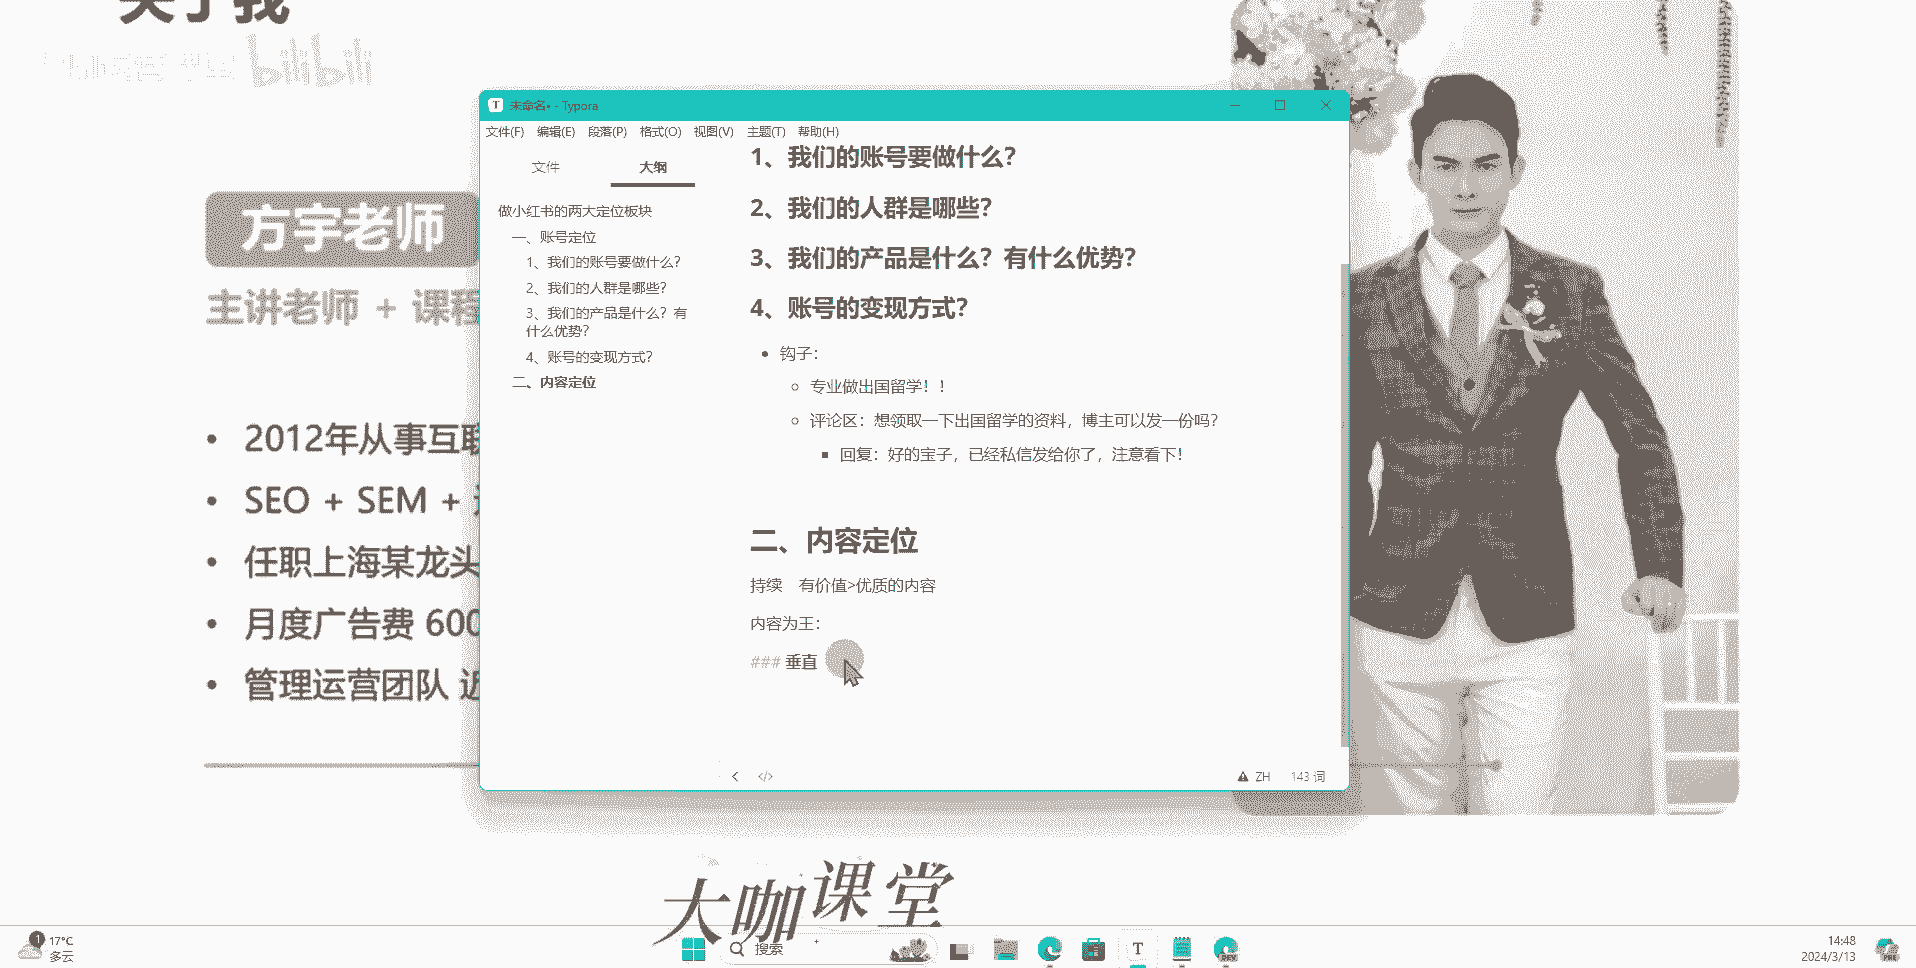 关于我
bilibili
方宇老师
主讲老师 + 课程
2012年从事互联
SEO + SEM +
任职上海某龙头
月度广告费 600
管理运营团队 近
未命名• - Typora
文件(F) 编辑(E) 段落(P) 格式(O) 视图(V) 主题(T) 帮助(H)
文件 大纲
做小红书的两大定位板块
一、账号定位
1、我们的账号要做什么？
2、我们的人群是哪些？
3、我们的产品是什么？有
什么优势？
4、账号的变现方式？
二、内容定位
1、我们的账号要做什么？
2、我们的人群是哪些？
3、我们的产品是什么？有什么优势？
4、账号的变现方式？
钩子：
专业做出国留学！！
评论区：想领取一下出国留学的资料，博主可以发一份吗？
回复：好的宝子，已经私信发给你了，注意看下！
二、内容定位
持续 有价值>优质的内容
内容为王：
### 垂直
ZH 143 词
大咖课堂
1
17°C
多云
搜索
T
DEV
14:48
2024/3/13
PRE